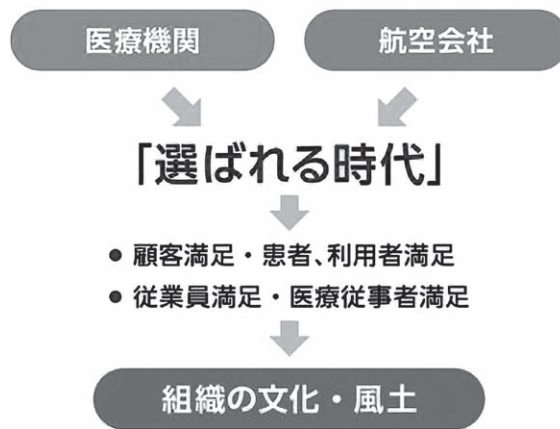 医療機関
航空会社
「選ばれる時代」
● 顧客満足・患者、利用者満足
● 従業員満足・医療従事者満足
組織の文化・風土